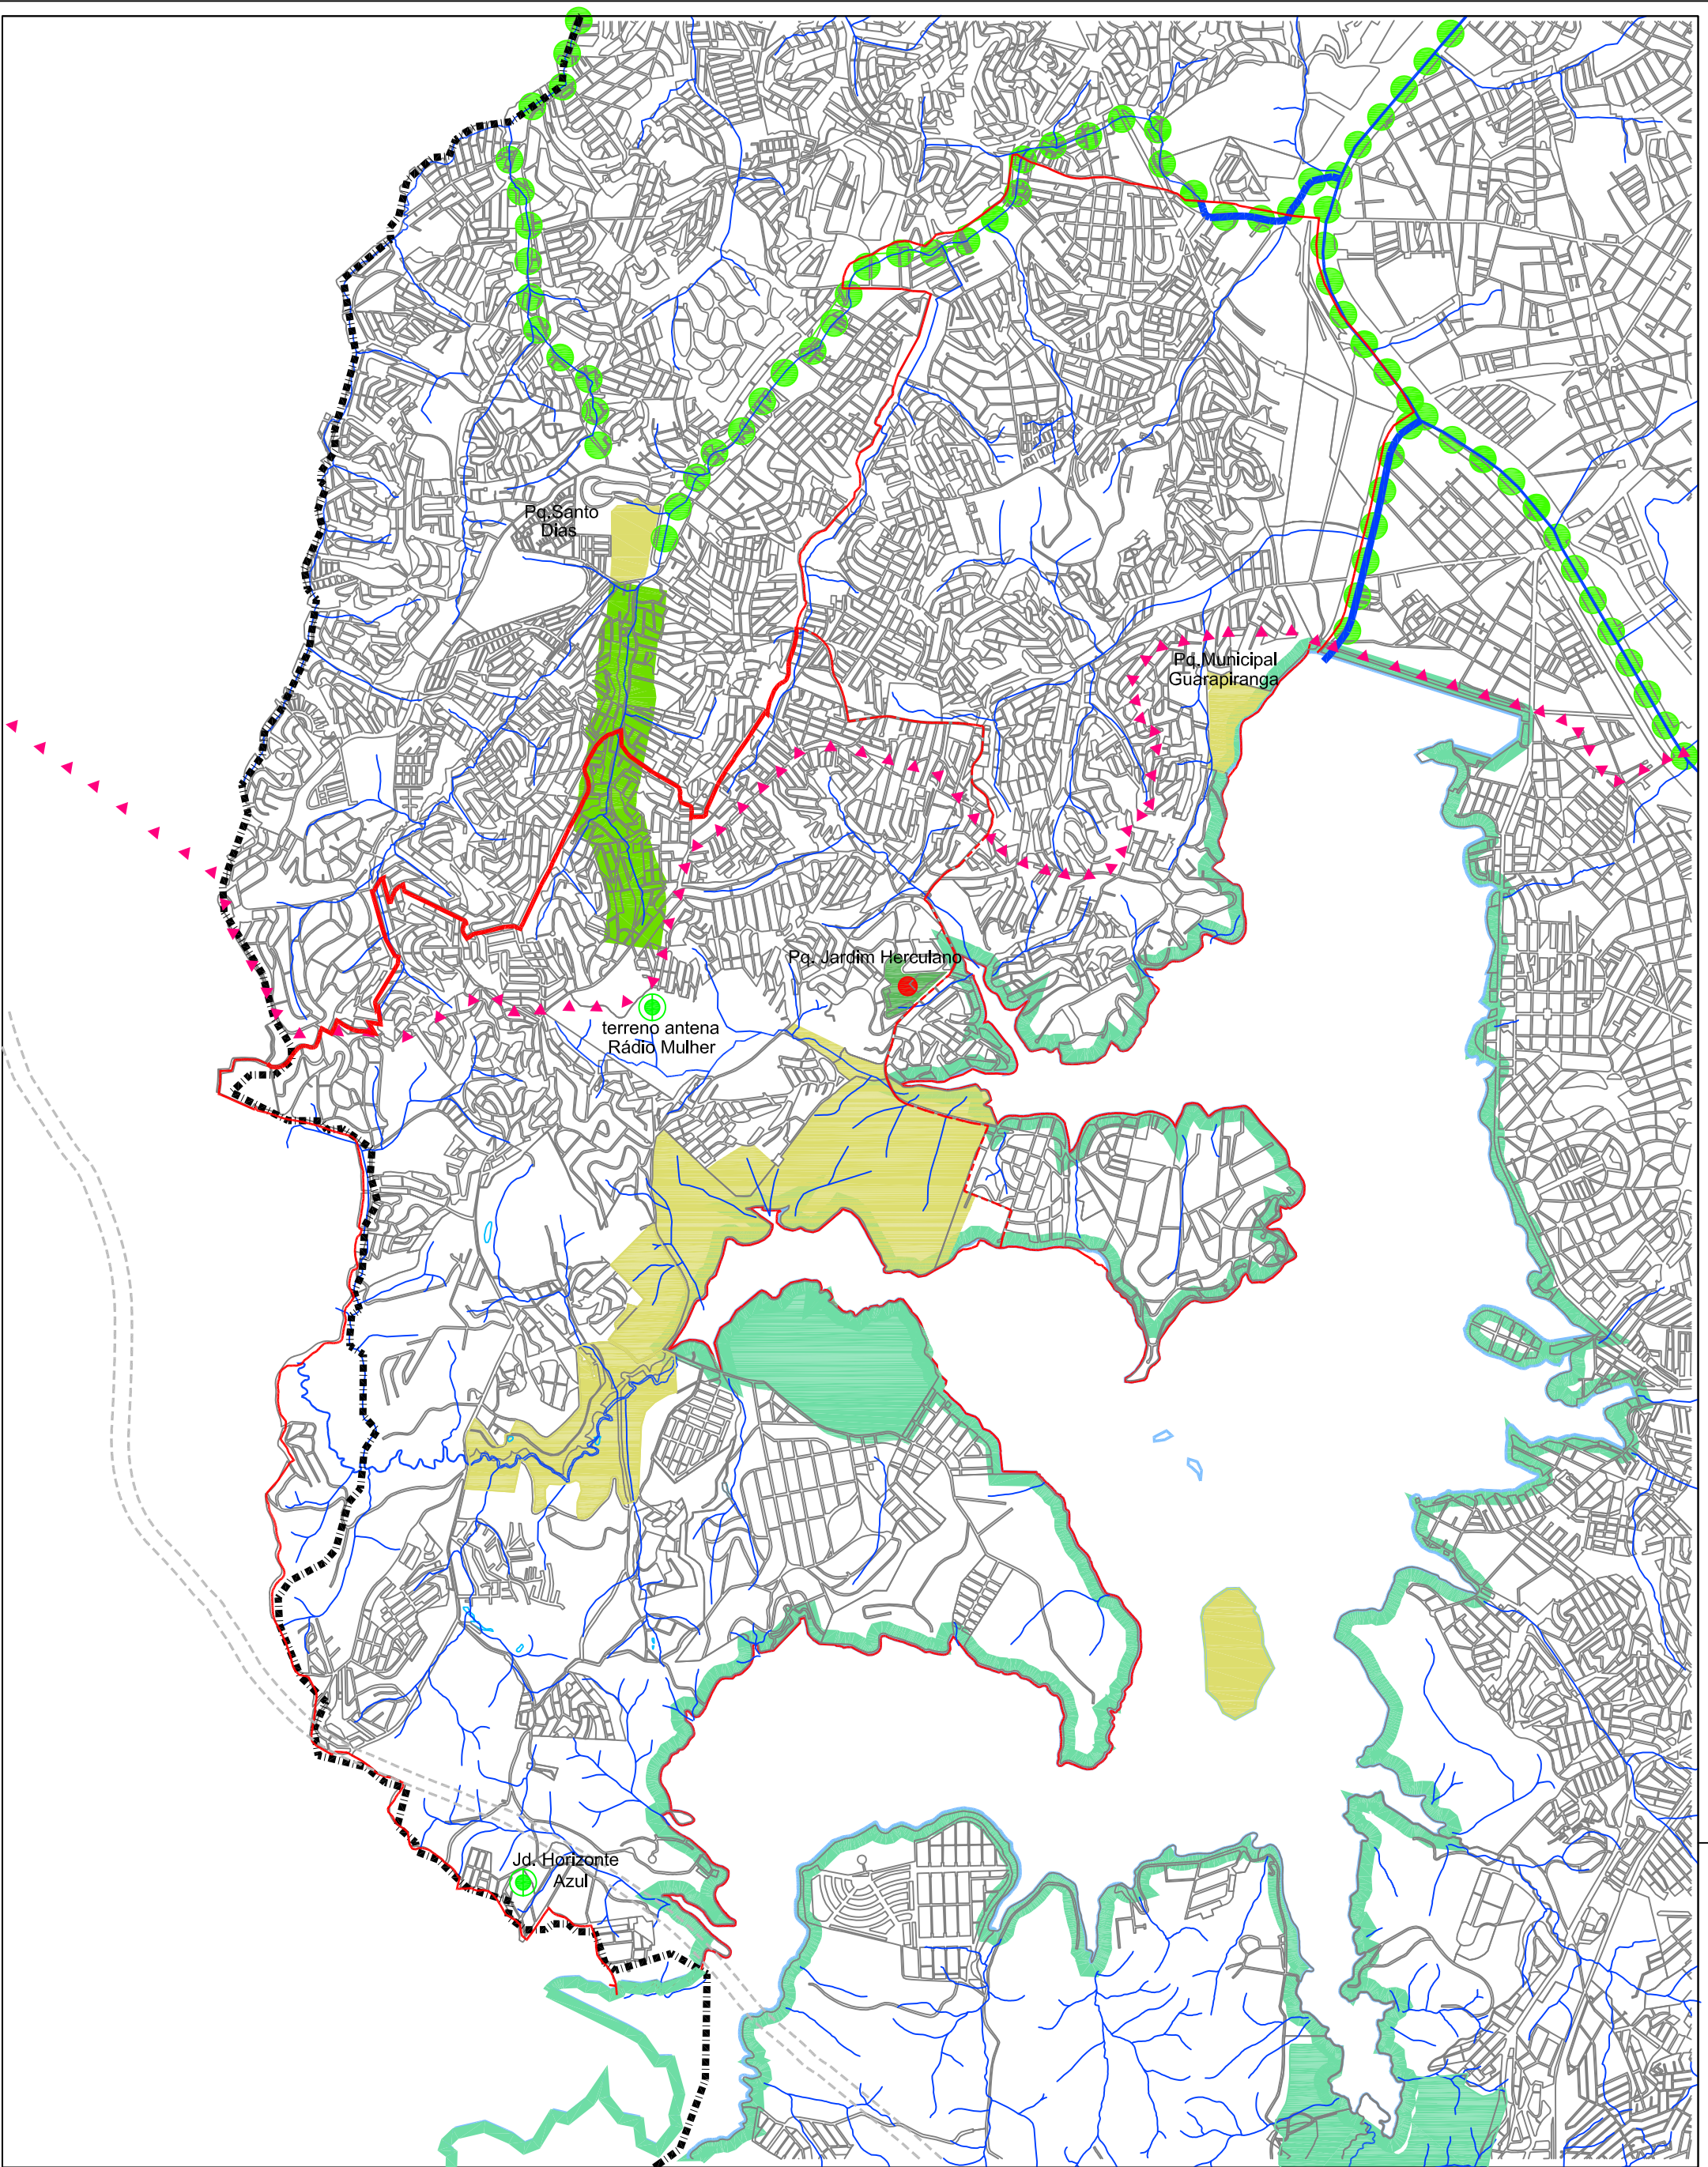 Pq.Santo
Dias
Pq.Municipal
Guarapiranga
Pq. Jardim Herculano
terreno antena
Rádio Mulher
Jd. Horizonte
Azul